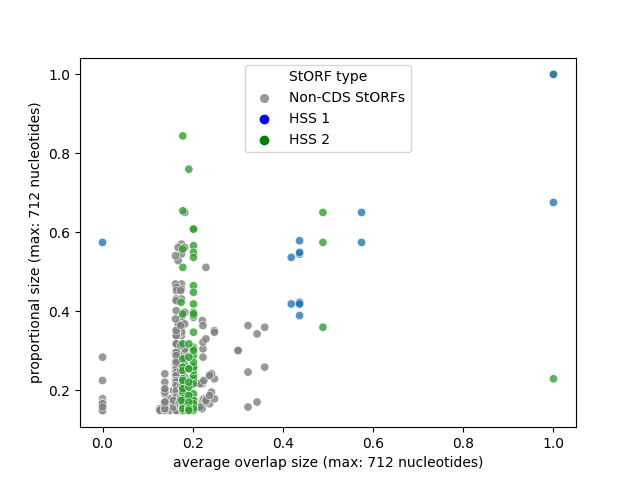 StORF type
Non-CDS StORFs
HSS 1
HSS 2
1.0
0.8
0.6
0.4
0.2
proportional size (max: 712 nucleotides)
0.0 0.2 0.4 0.6 0.8 1.0
average overlap size (max: 712 nucleotides)